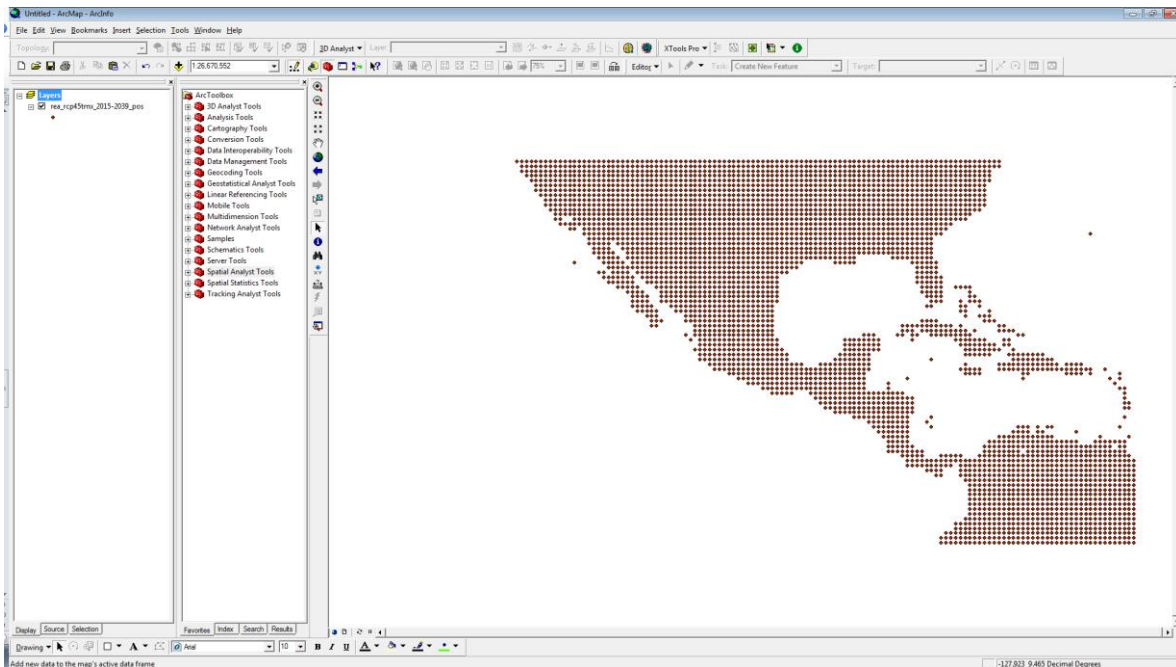 Untitled - ArcMap - ArcInfo
File Edit View Bookmarks Insert Selection Tools Window Help
Topology 3D Analyst Layer XTools Pro
1:26,670,552 75% Editor Task: Create New Feature Target:
Layers
rea_rcp45tmx_2015-2039_pos
ArcToolbox
3D Analyst Tools
Analysis Tools
Cartography Tools
Conversion Tools
Data Interoperability Tools
Data Management Tools
Geocoding Tools
Geostatistical Analyst Tools
Linear Referencing Tools
Mobile Tools
Multidimension Tools
Network Analyst Tools
Samples
Schematics Tools
Server Tools
Spatial Analyst Tools
Spatial Statistics Tools
Tracking Analyst Tools
Display Source Selection
Favorites Index Search Results
Drawing A Arial 10 B I U A
Add new data to the map's active data frame
-127.923 9.465 Decimal Degrees